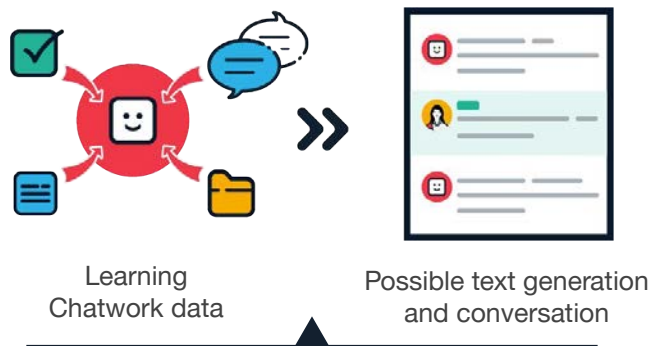 Learning
Chatwork data
Possible text generation
and conversation